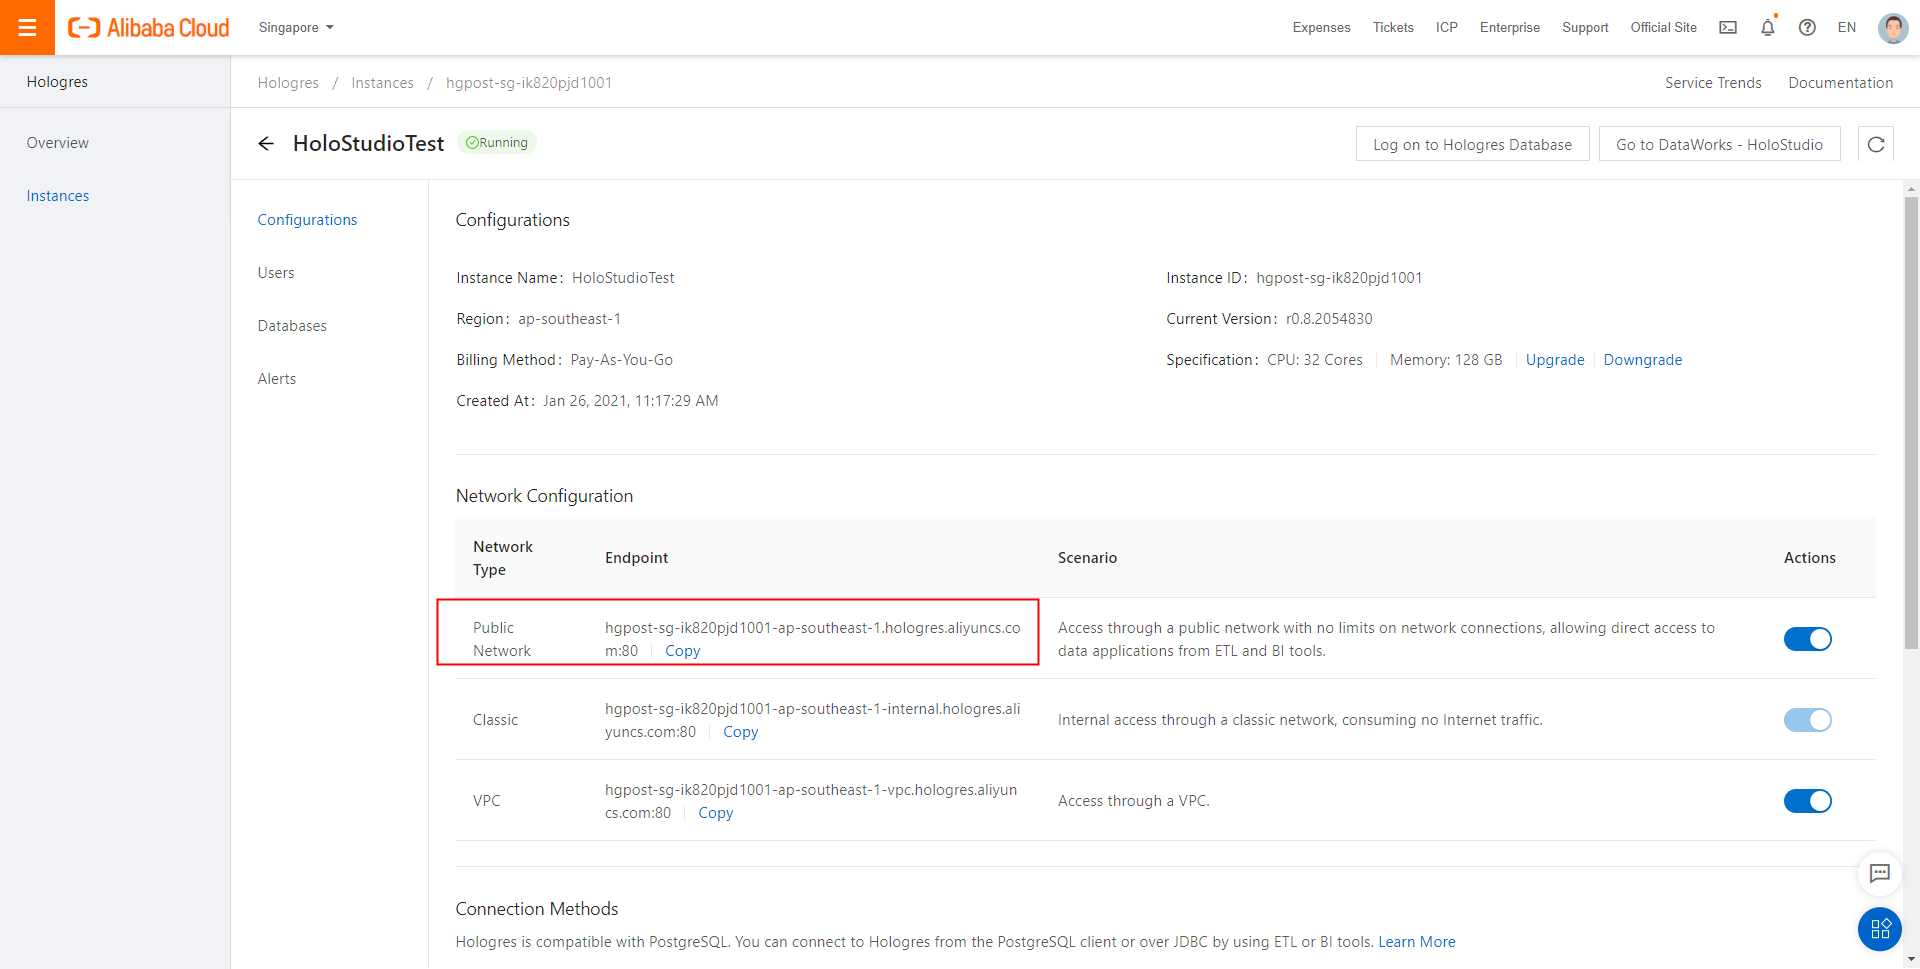 Alibaba Cloud
Singapore
Expenses
Tickets
ICP
Enterprise
Support
Official Site
EN
Hologres
Hologres / Instances / hgpost-sg-ik820pjd1001
Service Trends
Documentation
Overview
Instances
HoloStudioTest
Running
Log on to Hologres Database
Go to DataWorks - HoloStudio
Configurations
Users
Databases
Alerts
Configurations
Instance Name: HoloStudioTest
Instance ID: hgpost-sg-ik820pjd1001
Region: ap-southeast-1
Current Version: r0.8.2054830
Billing Method: Pay-As-You-Go
Specification: CPU: 32 Cores | Memory: 128 GB | Upgrade | Downgrade
Created At: Jan 26, 2021, 11:17:29 AM
Network Configuration
Network
Type
Endpoint
Scenario
Actions
Public
Network
hgpost-sg-ik820pjd1001-ap-southeast-1.hologres.aliyuncs.co
m:80 | Copy
Access through a public network with no limits on network connections, allowing direct access to
data applications from ETL and BI tools.
Classic
hgpost-sg-ik820pjd1001-ap-southeast-1-internal.hologres.ali
yuncs.com:80 | Copy
Internal access through a classic network, consuming no Internet traffic.
VPC
hgpost-sg-ik820pjd1001-ap-southeast-1-vpc.hologres.aliyun
cs.com:80 | Copy
Access through a VPC.
Connection Methods
Hologres is compatible with PostgreSQL. You can connect to Hologres from the PostgreSQL client or over JDBC by using ETL or BI tools. Learn More